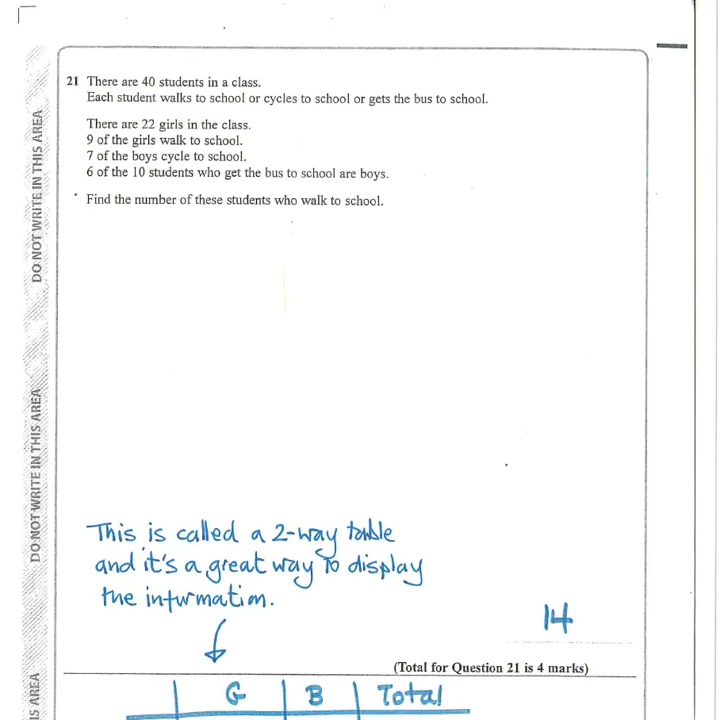 21 There are 40 students in a class.
Each student walks to school or cycles to school or gets the bus to school.
There are 22 girls in the class.
9 of the girls walk to school.
7 of the boys cycle to school.
6 of the 10 students who get the bus to school are boys.
Find the number of these students who walk to school.
This is called a 2-way table
and it's a great way to display
the information.
14
(Total for Question 21 is 4 marks)
G B Total
DO NOT WRITE IN THIS AREA
DO NOT WRITE IN THIS AREA
IS AREA